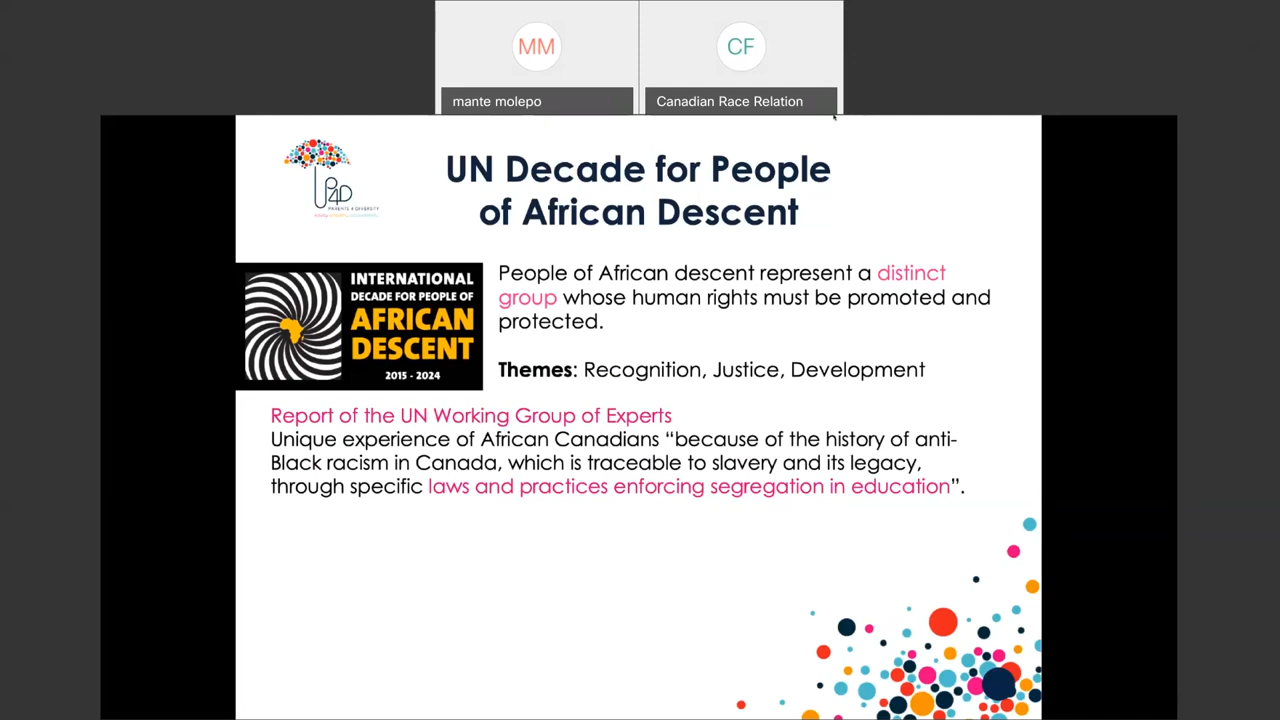 MM
CF
mante molepo
Canadian Race Relation
UN Decade for People
of African Descent
P4D
PARENTS 4 DIVERSITY
INTERNATIONAL
DECADE FOR PEOPLE OF
AFRICAN
DESCENT
2015 - 2024
People of African descent represent a distinct
group whose human rights must be promoted and
protected.
Themes: Recognition, Justice, Development
Report of the UN Working Group of Experts
Unique experience of African Canadians “because of the history of anti-
Black racism in Canada, which is traceable to slavery and its legacy,
through specific laws and practices enforcing segregation in education”.